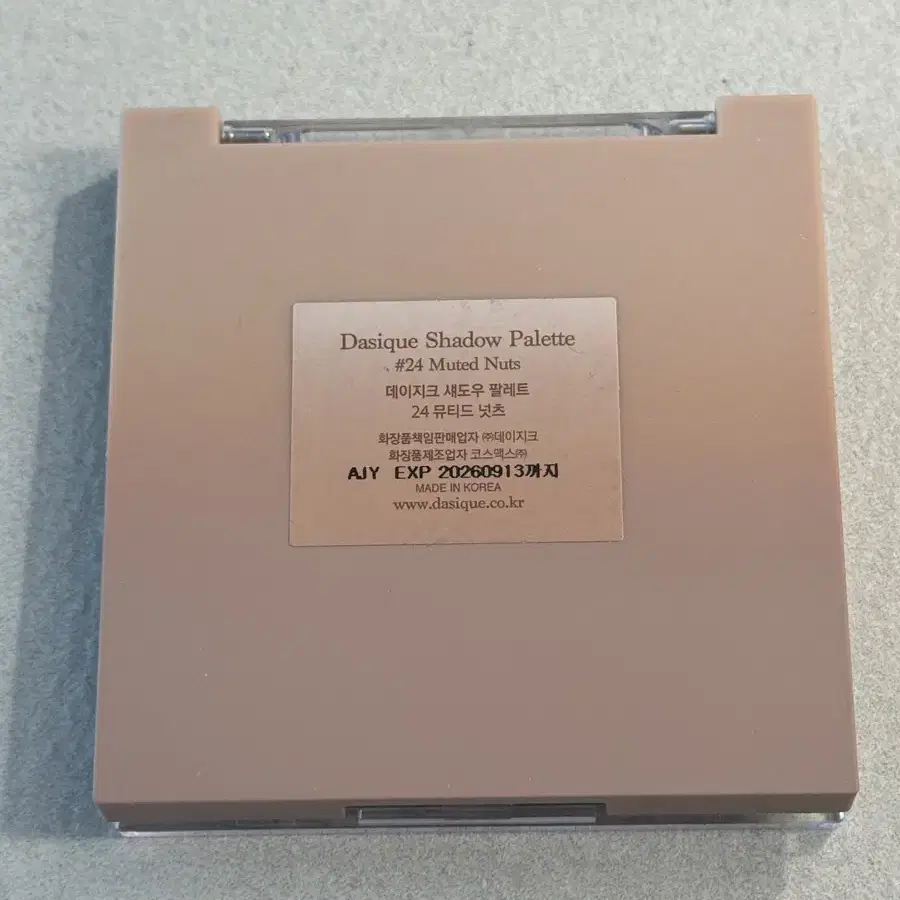 Dasique Shadow Palette
#24 Muted Nuts
데이지크 섀도우 팔레트
24 뮤티드 넛츠
화장품책임판매업자 ㈜데이지크
화장품제조업자 코스맥스㈜
AJY EXP 20260913까지
MADE IN KOREA
www.dasique.co.kr